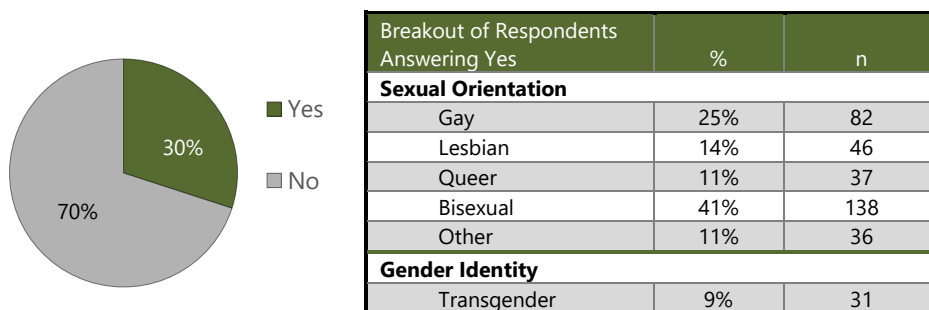 Yes
No
30%
70%
Breakout of Respondents
Answering Yes % n
Sexual Orientation
Gay 25% 82
Lesbian 14% 46
Queer 11% 37
Bisexual 41% 138
Other 11% 36
Gender Identity
Transgender 9% 31